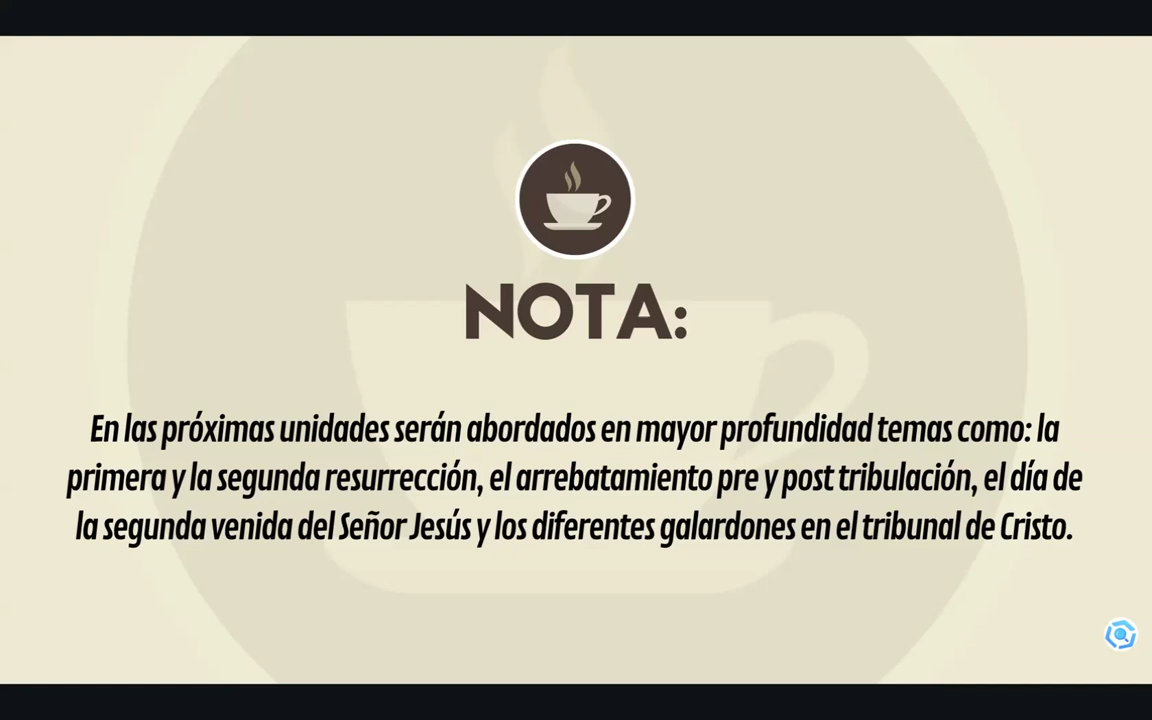 NOTA:
En las próximas unidades serán abordados en mayor profundidad temas como: la
primera y la segunda resurrección, el arrebatamiento pre y post tribulación, el día de
la segunda venida del Señor Jesús y los diferentes galardones en el tribunal de Cristo.